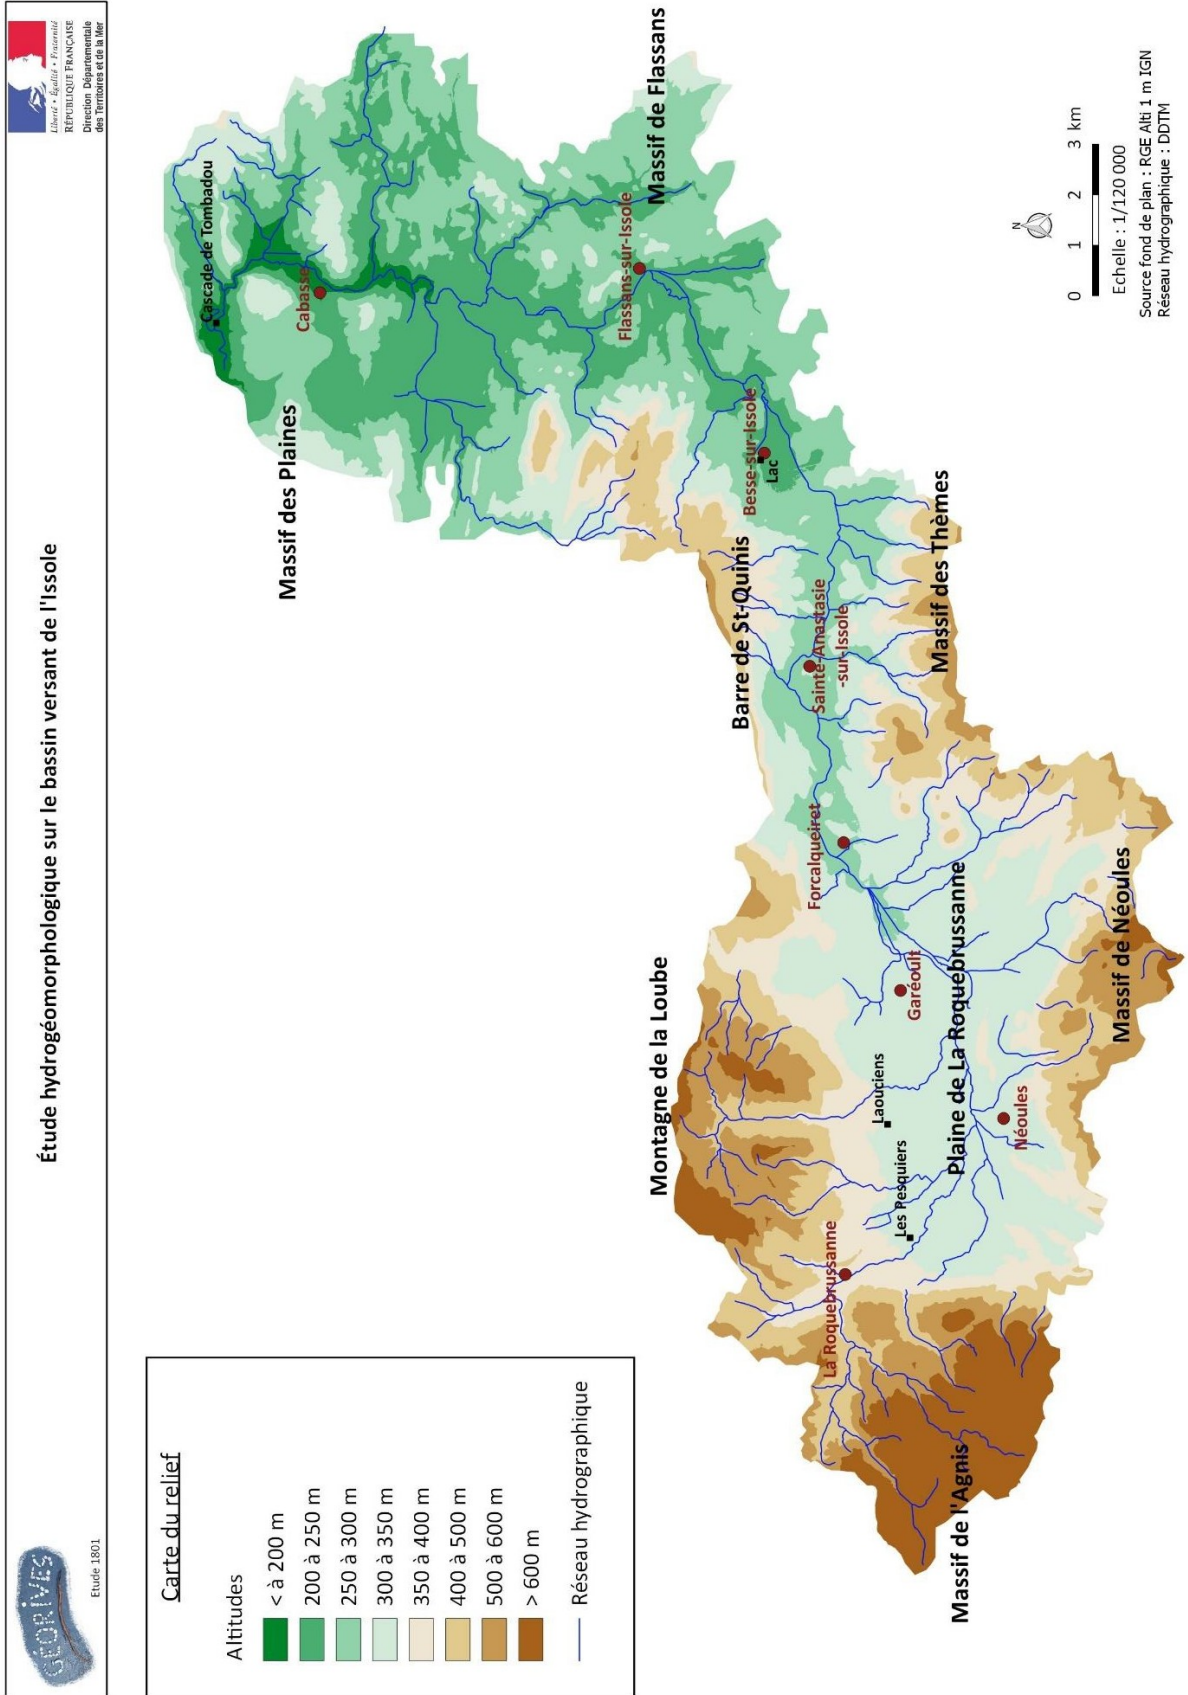 GÉORIVES
Etude 1801
Étude hydrogéomorphologique sur le bassin versant de l'Issole
Liberté • Égalité • Fraternité
RÉPUBLIQUE FRANÇAISE
Direction Départementale
des Territoires et de la Mer
Carte du relief
Altitudes
< à 200 m
200 à 250 m
250 à 300 m
300 à 350 m
350 à 400 m
400 à 500 m
500 à 600 m
> 600 m
Réseau hydrographique
Massif des Plaines
Cascade de Tombadou
Cabasse
Montagne de la Loube
Barre de St-Quinis
Flassans-sur-Issole
Massif de Flassans
Besse-sur-Issole
Lac
Forcalqueiret
Sainte-Anastasie
-sur-Issole
La Roquebrussanne
Les Pesquiers
Laouciens
Garéoult
Massif des Thèmes
Massif de l'Agnis
Plaine de La Roquebrussanne
Néoules
Massif de Néoules
N
0 1 2 3 km
Echelle : 1/120 000
Source fond de plan : RGE Alti 1 m IGN
Réseau hydrographique : DDTM